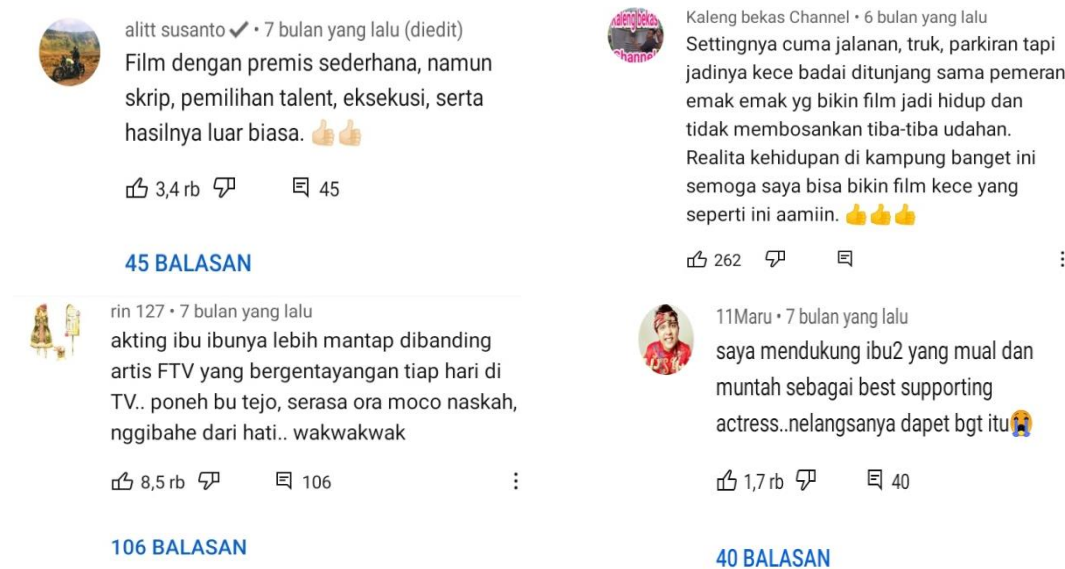 alitt susanto ✔ • 7 bulan yang lalu (diedit)
Film dengan premis sederhana, namun
skrip, pemilihan talent, eksekusi, serta
hasilnya luar biasa. 👍🏻👍🏻
3,4 rb
45
45 BALASAN
rin 127 • 7 bulan yang lalu
akting ibu ibunya lebih mantap dibanding
artis FTV yang bergentayangan tiap hari di
TV.. poneh bu tejo, serasa ora moco naskah,
nggibahe dari hati.. wakwakwak
8,5 rb
106
106 BALASAN
Kaleng bekas Channel • 6 bulan yang lalu
Settingnya cuma jalanan, truk, parkiran tapi
jadinya kece badai ditunjang sama pemeran
emak emak yg bikin film jadi hidup dan
tidak membosankan tiba-tiba udahan.
Realita kehidupan di kampung banget ini
semoga saya bisa bikin film kece yang
seperti ini aamiin. 👍👍👍
262
11Maru • 7 bulan yang lalu
saya mendukung ibu2 yang mual dan
muntah sebagai best supporting
actress..nelangsanya dapet bgt itu😭
1,7 rb
40
40 BALASAN